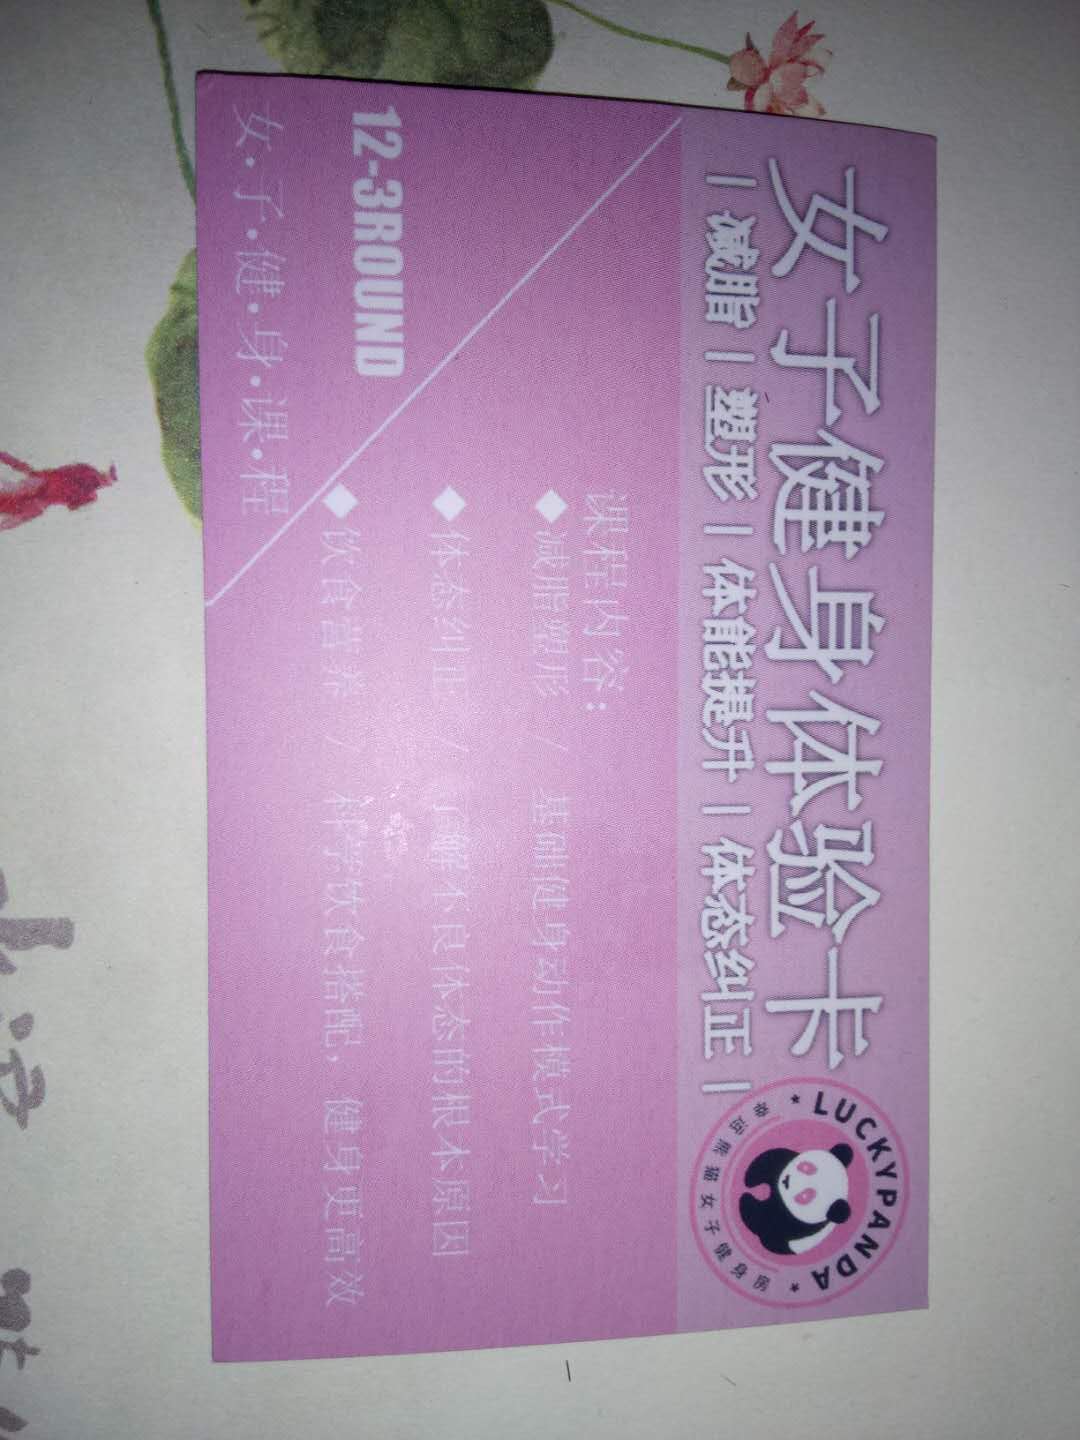 女子健身体验卡
| 减脂 | 塑形 | 体能提升 | 体态纠正 |
LUCKYPANDA
幸运熊猫女子健身房
课程内容：
◆减脂塑形 / 基础健身动作模式学习
◆体态纠正 / 了解不良体态的根本原因
◆饮食营养 / 科学饮食搭配，健身更高效
12-3ROUND
女·子·健·身·课·程